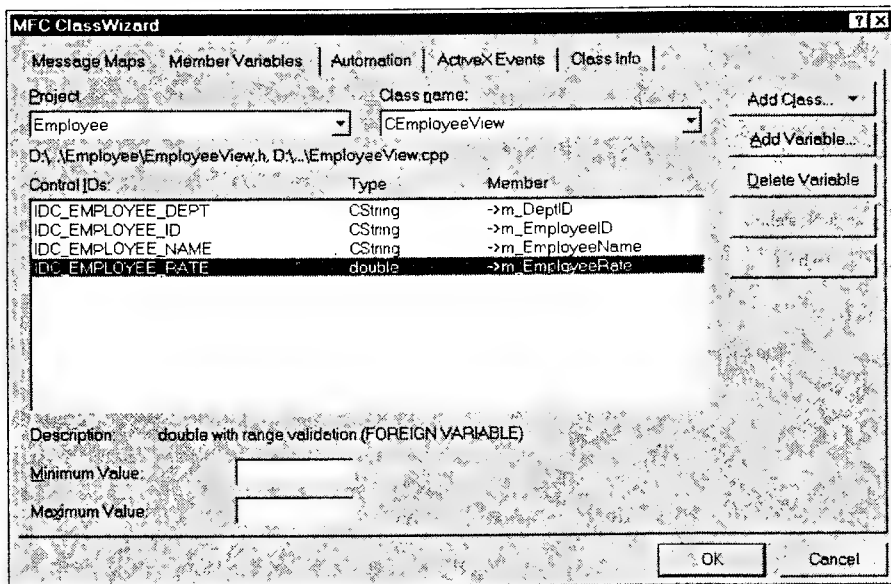 MFC ClassWizard
Message Maps Member Variables Automation ActiveX Events Class Info
Project:
Class name:
Add Class...
Employee
CEmployeeView
Add Variable...
D:\..\Employee\EmployeeView.h, D:\...\EmployeeView.cpp
Delete Variable
Control IDs: Type Member
IDC_EMPLOYEE_DEPT CString ->m_DeptID
IDC_EMPLOYEE_ID CString ->m_EmployeeID
IDC_EMPLOYEE_NAME CString ->m_EmployeeName
IDC_EMPLOYEE_RATE double ->m_EmployeeRate
Description: double with range validation (FOREIGN VARIABLE)
Minimum Value:
Maximum Value:
OK Cancel